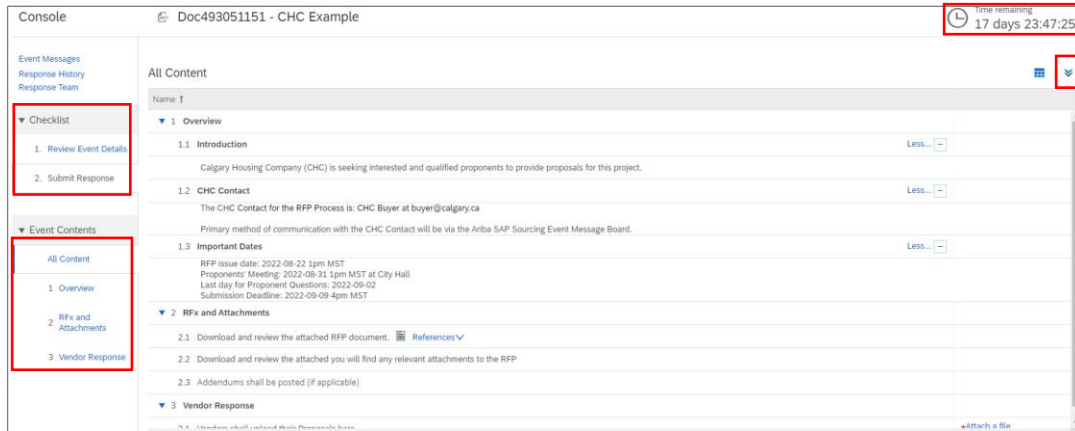 Console
Doc493051151 - CHC Example
Time remaining
17 days 23:47:25
Event Messages
Response History
Response Team
▼ Checklist
1. Review Event Details
2. Submit Response
▼ Event Contents
All Content
1 Overview
2 RFx and
Attachments
3 Vendor Response
All Content
Name ↑
▼ 1 Overview
1.1 Introduction Less... −
Calgary Housing Company (CHC) is seeking interested and qualified proponents to provide proposals for this project.
1.2 CHC Contact Less... −
The CHC Contact for the RFP Process is: CHC Buyer at buyer@calgary.ca
Primary method of communication with the CHC Contact will be via the Ariba SAP Sourcing Event Message Board.
1.3 Important Dates Less... −
RFP issue date: 2022-08-22 1pm MST
Proponents' Meeting: 2022-08-31 1pm MST at City Hall
Last day for Proponent Questions: 2022-09-02
Submission Deadline: 2022-09-09 4pm MST
▼ 2 RFx and Attachments
2.1 Download and review the attached RFP document. References
2.2 Download and review the attached you will find any relevant attachments to the RFP
2.3 Addendums shall be posted (if applicable)
▼ 3 Vendor Response
Vendors shall upload their Proposals here
*Attach a file